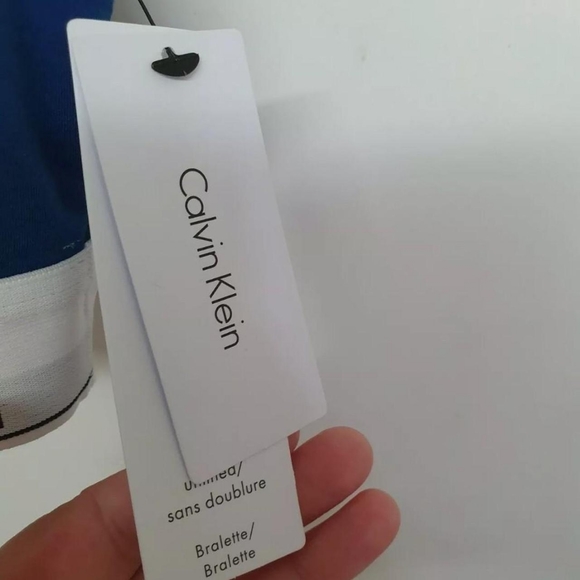 Calvin Klein
sans doublure
Bralette/
Bralette